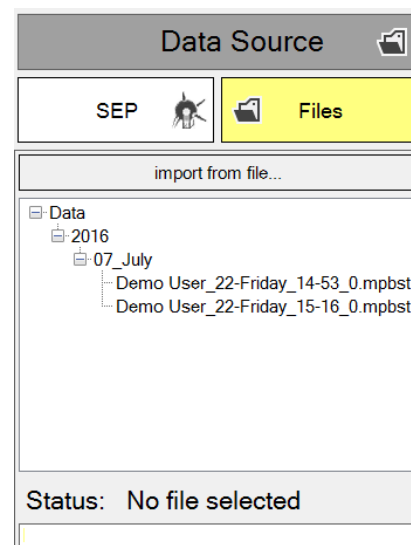 Data Source
SEP
Files
import from file...
Data
2016
07_July
Demo User_22-Friday_14-53_0.mpbst
Demo User_22-Friday_15-16_0.mpbst
Status: No file selected